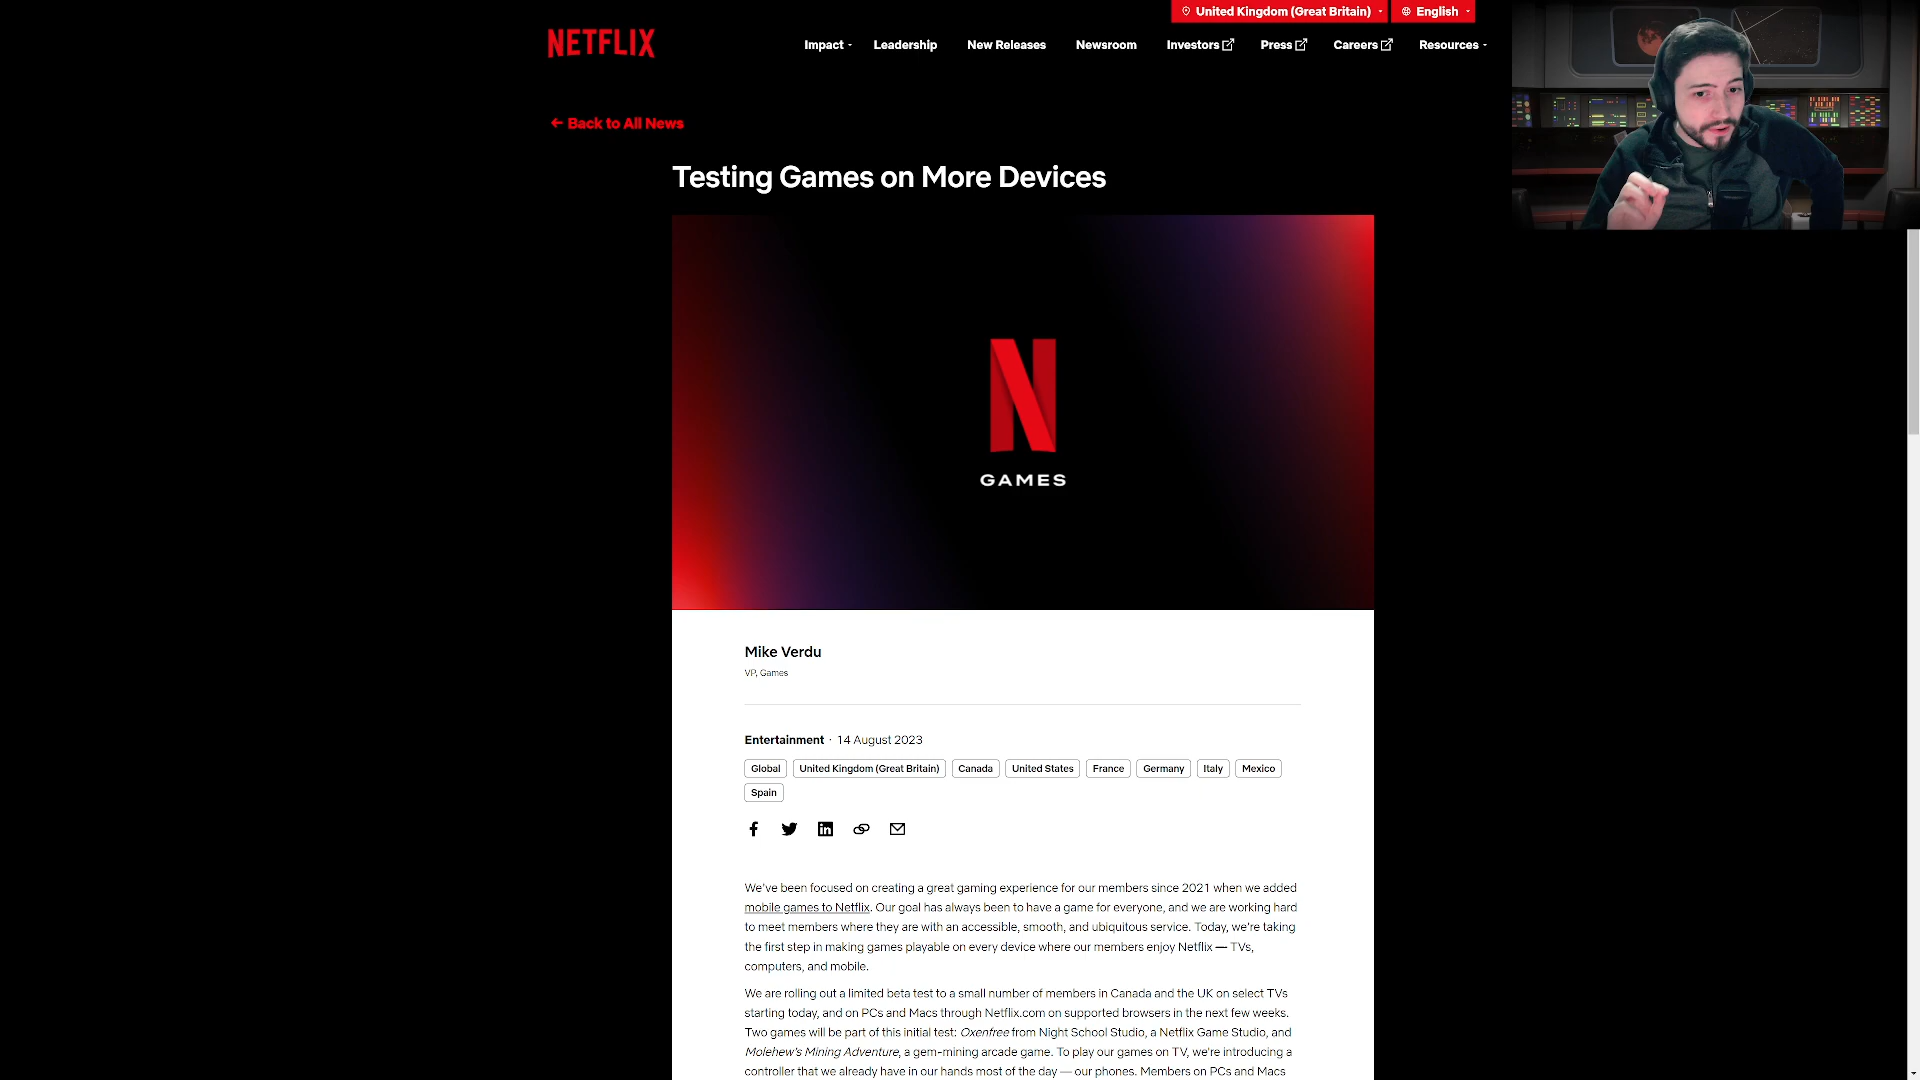 United Kingdom (Great Britain)
English
NETFLIX
Impact
Leadership
New Releases
Newsroom
Investors
Press
Careers
Resources
← Back to All News
Testing Games on More Devices
N
GAMES
Mike Verdu
VP, Games
Entertainment · 14 August 2023
Global
United Kingdom (Great Britain)
Canada
United States
France
Germany
Italy
Mexico
Spain
We've been focused on creating a great gaming experience for our members since 2021 when we added
mobile games to Netflix. Our goal has always been to have a game for everyone, and we are working hard
to meet members where they are with an accessible, smooth, and ubiquitous service. Today, we're taking
the first step in making games playable on every device where our members enjoy Netflix — TVs,
computers, and mobile.
We are rolling out a limited beta test to a small number of members in Canada and the UK on select TVs
starting today, and on PCs and Macs through Netflix.com on supported browsers in the next few weeks.
Two games will be part of this initial test: Oxenfree from Night School Studio, a Netflix Game Studio, and
Molehew's Mining Adventure, a gem-mining arcade game. To play our games on TV, we're introducing a
controller that we already have in our hands most of the day — our phones. Members on PCs and Macs